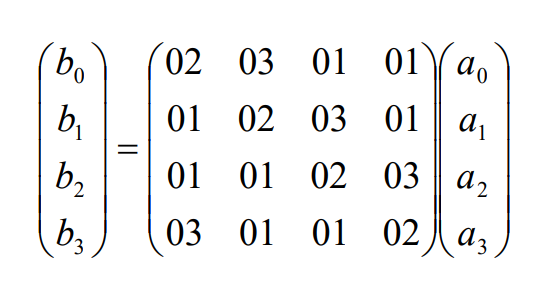 b₀ 02 03 01 01 a₀
b₁ 01 02 03 01 a₁
=
b₂ 01 01 02 03 a₂
b₃ 03 01 01 02 a₃